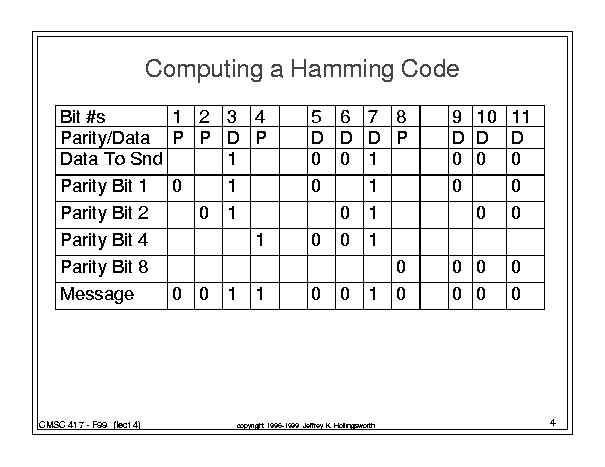 Computing a Hamming Code
Bit #s 1 2 3 4 5 6 7 8 9 10 11
Parity/Data P P D P D D D P D D D
Data To Snd 1 0 0 1 0 0 0
Parity Bit 1 0 1 0 1 0 0
Parity Bit 2 0 1 0 1 0 0
Parity Bit 4 1 0 0 1
Parity Bit 8 0 0 0 0
Message 0 0 1 1 0 0 1 0 0 0 0
CMSC 417 - F99 (lect 4) copyright 1996-1999 Jeffrey K. Hollingsworth 4